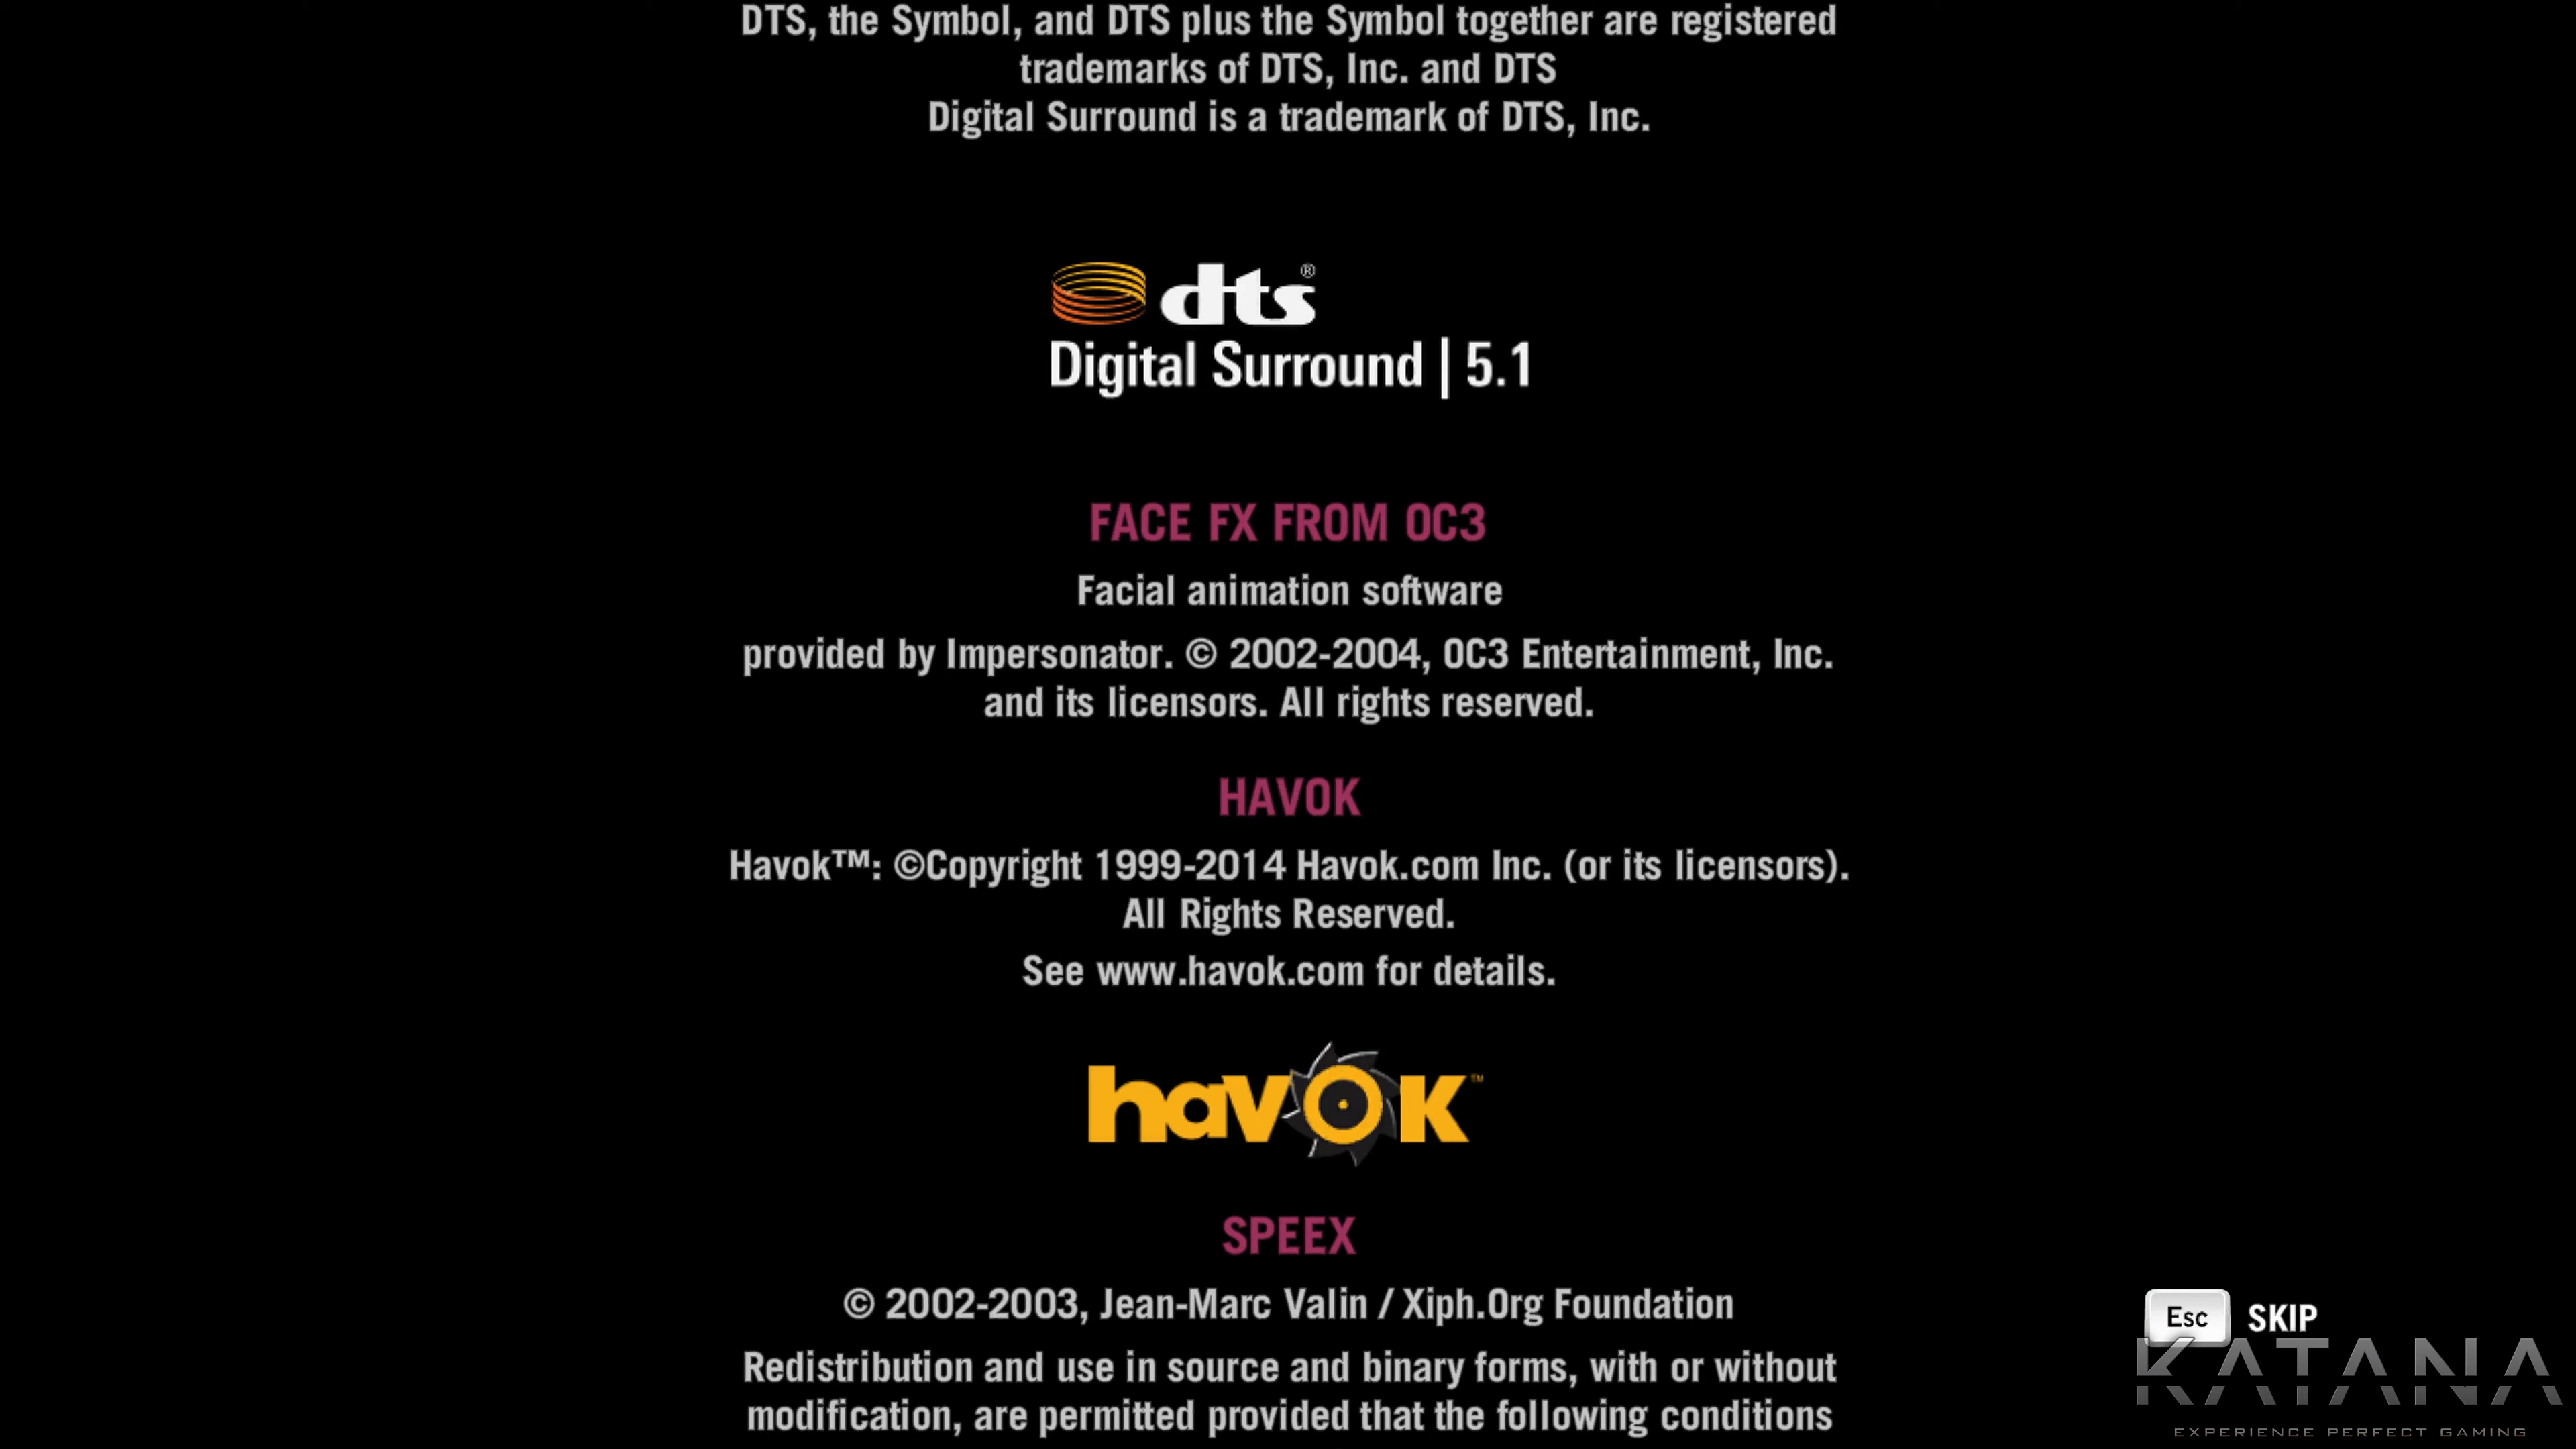 DTS, the Symbol, and DTS plus the Symbol together are registered
trademarks of DTS, Inc. and DTS
Digital Surround is a trademark of DTS, Inc.
dts®
Digital Surround | 5.1
FACE FX FROM OC3
Facial animation software
provided by Impersonator. © 2002-2004, OC3 Entertainment, Inc.
and its licensors. All rights reserved.
HAVOK
Havok™: ©Copyright 1999-2014 Havok.com Inc. (or its licensors).
All Rights Reserved.
See www.havok.com for details.
havok™
SPEEX
© 2002-2003, Jean-Marc Valin / Xiph.Org Foundation
Redistribution and use in source and binary forms, with or without
modification, are permitted provided that the following conditions
Esc SKIP
KATANA
EXPERIENCE PERFECT GAMING